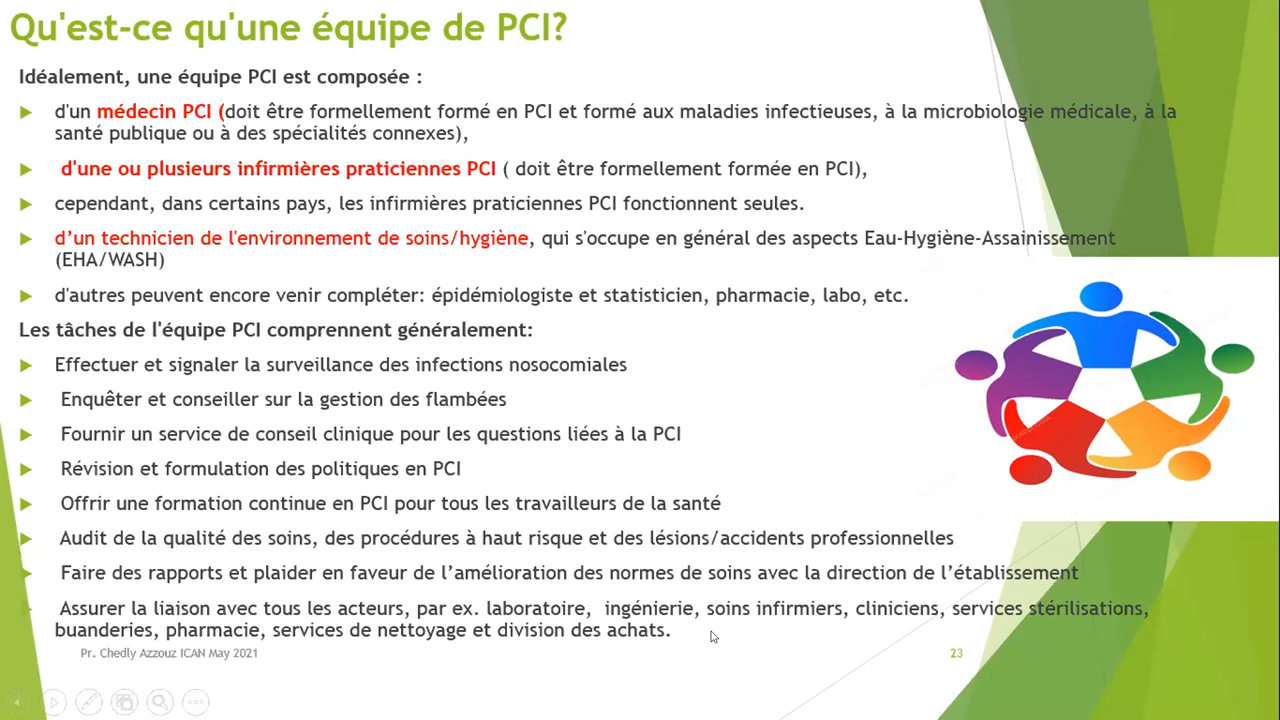 Qu'est-ce qu'une équipe de PCI?
Idéalement, une équipe PCI est composée :
d'un médecin PCI (doit être formellement formé en PCI et formé aux maladies infectieuses, à la microbiologie médicale, à la
santé publique ou à des spécialités connexes),
d'une ou plusieurs infirmières praticiennes PCI ( doit être formellement formée en PCI),
cependant, dans certains pays, les infirmières praticiennes PCI fonctionnent seules.
d’un technicien de l'environnement de soins/hygiène, qui s'occupe en général des aspects Eau-Hygiène-Assainissement
(EHA/WASH)
d'autres peuvent encore venir compléter: épidémiologiste et statisticien, pharmacie, labo, etc.
Les tâches de l'équipe PCI comprennent généralement:
Effectuer et signaler la surveillance des infections nosocomiales
Enquêter et conseiller sur la gestion des flambées
Fournir un service de conseil clinique pour les questions liées à la PCI
Révision et formulation des politiques en PCI
Offrir une formation continue en PCI pour tous les travailleurs de la santé
Audit de la qualité des soins, des procédures à haut risque et des lésions/accidents professionnelles
Faire des rapports et plaider en faveur de l’amélioration des normes de soins avec la direction de l’établissement
Assurer la liaison avec tous les acteurs, par ex. laboratoire, ingénierie, soins infirmiers, cliniciens, services stérilisations,
buanderies, pharmacie, services de nettoyage et division des achats.
Pr. Chedly Azzouz ICAN May 2021
23